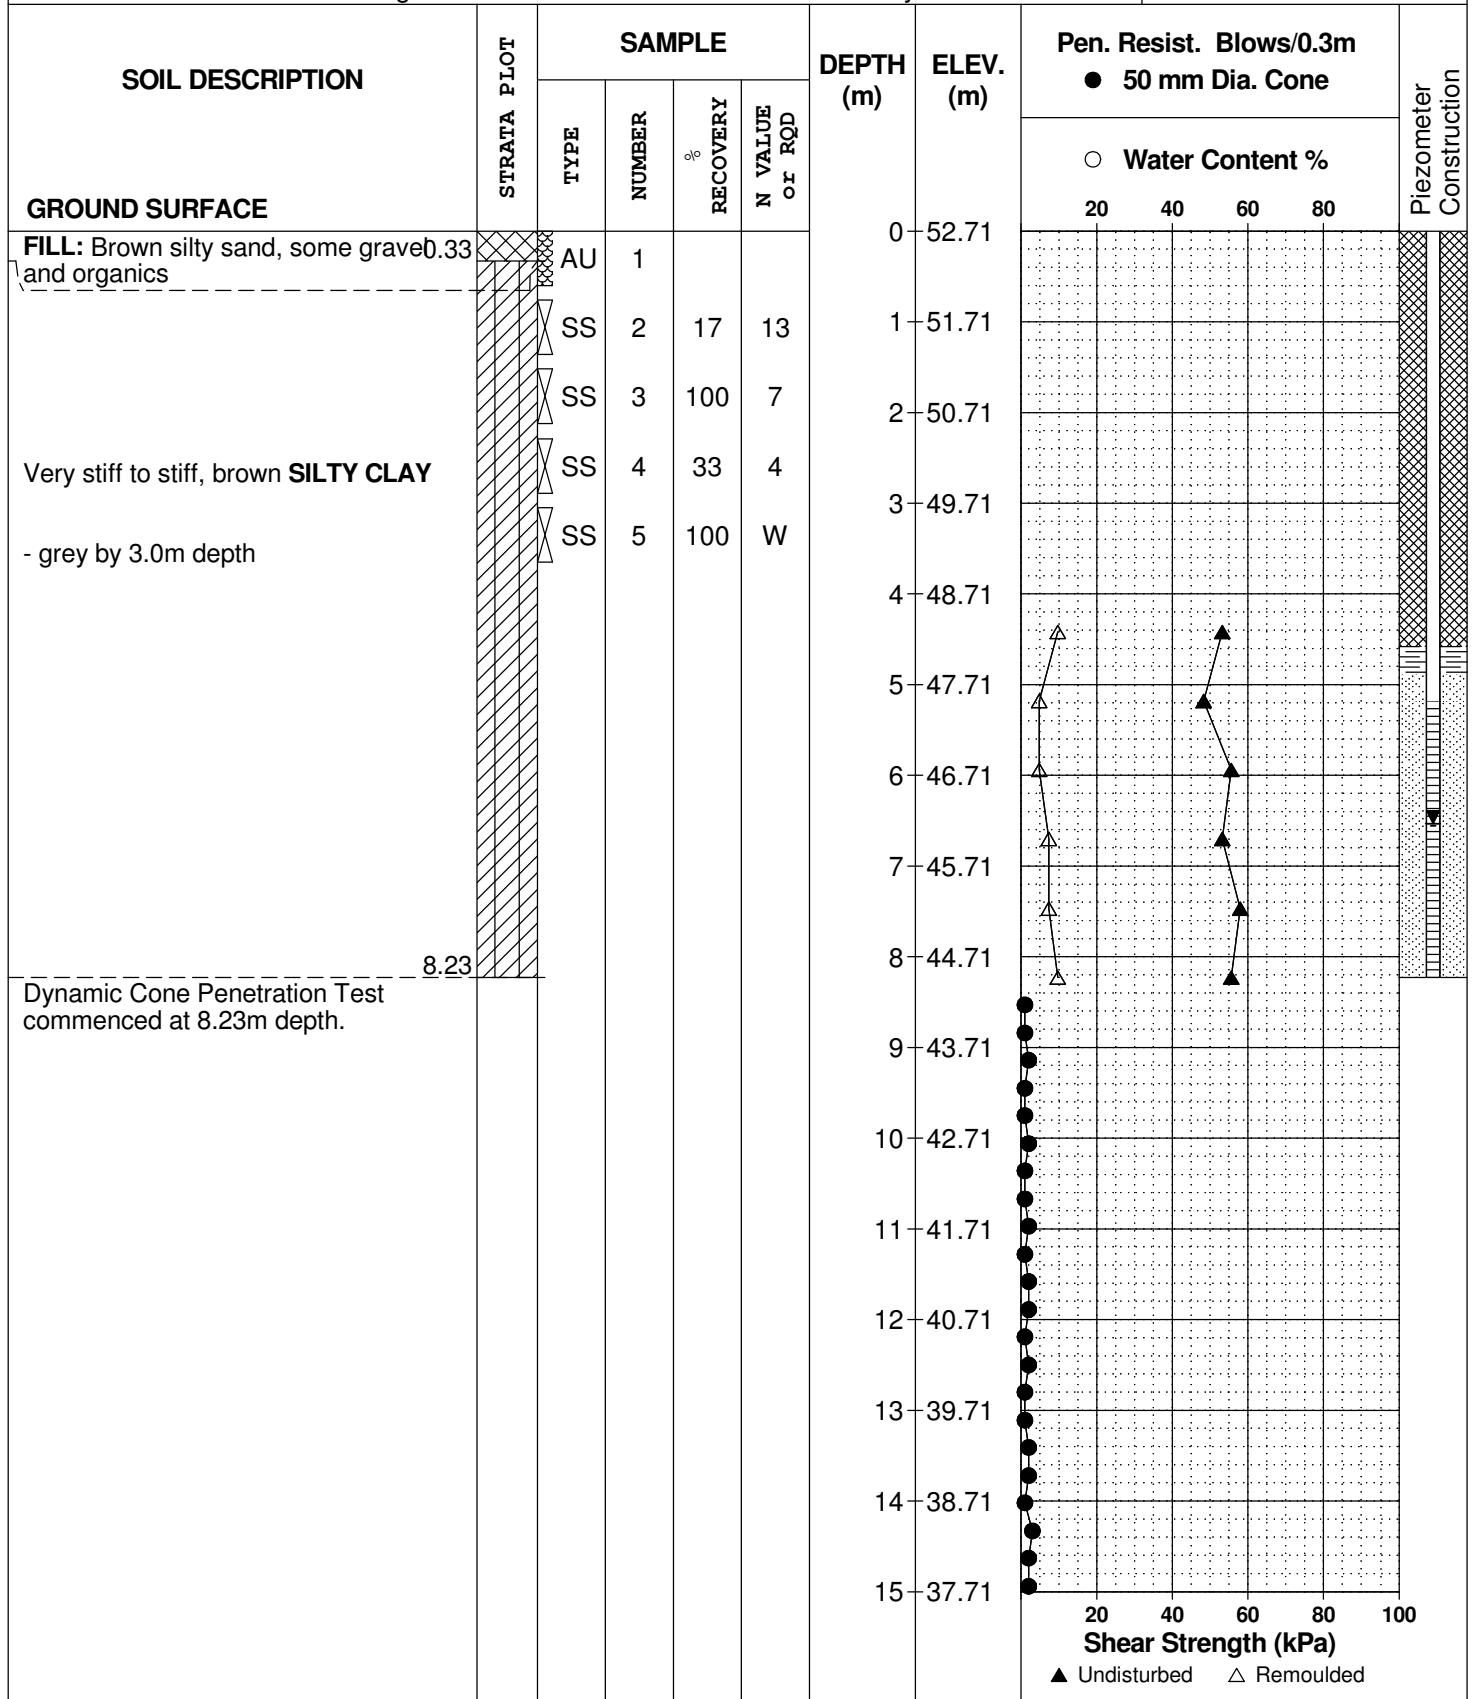 SOIL DESCRIPTION
GROUND SURFACE
STRATA PLOT
SAMPLE
TYPE
NUMBER
%
RECOVERY
N VALUE
or RQD
DEPTH
(m)
ELEV.
(m)
Pen. Resist. Blows/0.3m
● 50 mm Dia. Cone
○ Water Content %
20 40 60 80
Piezometer
Construction
FILL: Brown silty sand, some gravel 0.33
and organics
AU 1
SS 2 17 13
SS 3 100 7
SS 4 33 4
SS 5 100 W
Very stiff to stiff, brown SILTY CLAY
- grey by 3.0m depth
8.23
Dynamic Cone Penetration Test
commenced at 8.23m depth.
0 52.71
1 51.71
2 50.71
3 49.71
4 48.71
5 47.71
6 46.71
7 45.71
8 44.71
9 43.71
10 42.71
11 41.71
12 40.71
13 39.71
14 38.71
15 37.71
20 40 60 80 100
Shear Strength (kPa)
▲ Undisturbed △ Remoulded